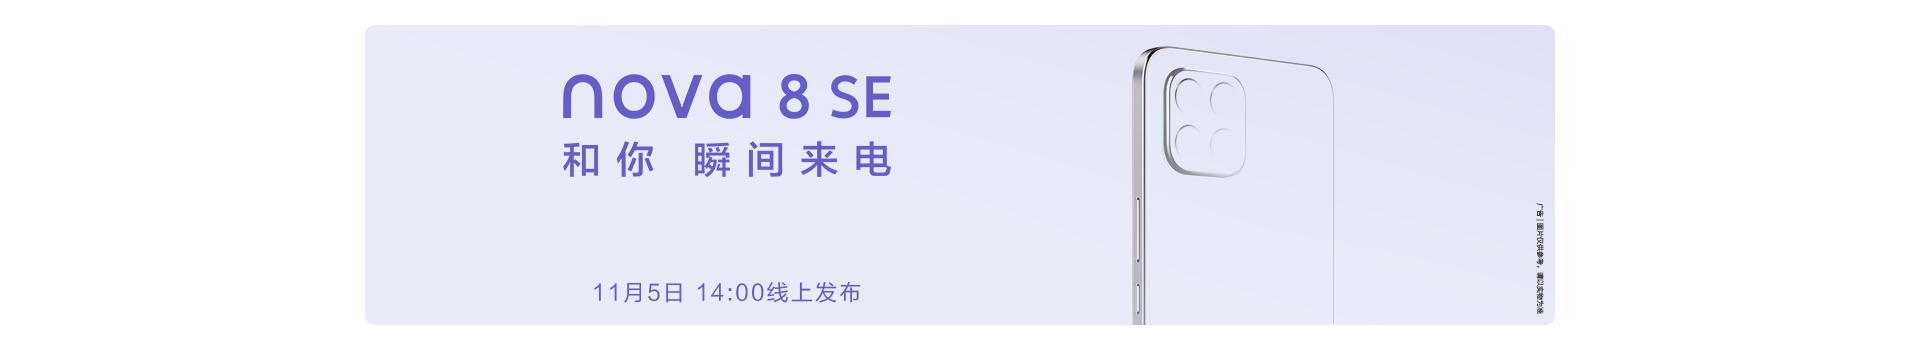 nova 8 SE
和你 瞬间来电
11月5日 14:00线上发布
广告 | 图片仅供参考，请以实物为准